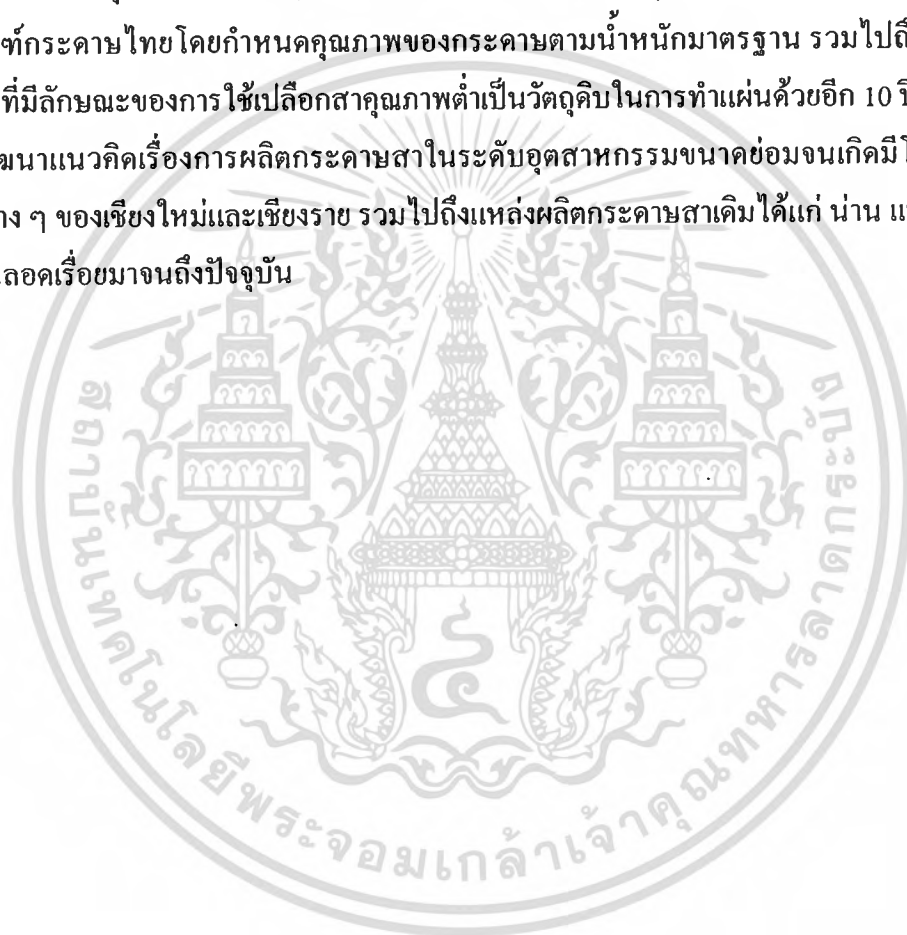 ฑ์กระดาษไทยโดยกำหนดคุณภาพของกระดาษตามน้ำหนักมาตรฐาน รวมไปถึ
ที่มีลักษณะของการใช้เปลือกสาคุณภาพต่ำเป็นวัตถุดิบในการทำแผ่นด้วยอีก 10 ปี
ฒนาแนวคิดเรื่องการผลิตกระดาษสาในระดับอุตสาหกรรมขนาดย่อมจนเกิดมีโ
าง ๆ ของเชียงใหม่และเชียงราย รวมไปถึงแหล่งผลิตกระดาษสาเดิมได้แก่ น่าน แ
ลอดเรื่อยมาจนถึงปัจจุบัน
สถาบันเทคโนโลยีพระจอมเกล้าเจ้าคุณทหารลาดกระบัง